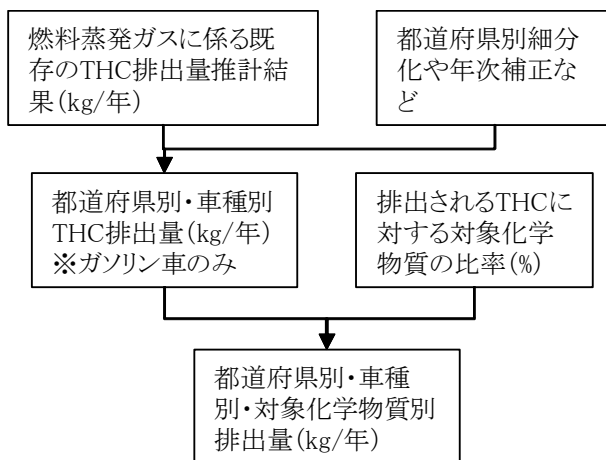 燃料蒸発ガスに係る既
存のTHC排出量推計結
果(kg/年)
都道府県別細分
化や年次補正な
ど
都道府県別・車種別
THC排出量(kg/年)
※ガソリン車のみ
排出されるTHCに
対する対象化学
物質の比率(%)
都道府県別・車種
別・対象化学物質別
排出量(kg/年)